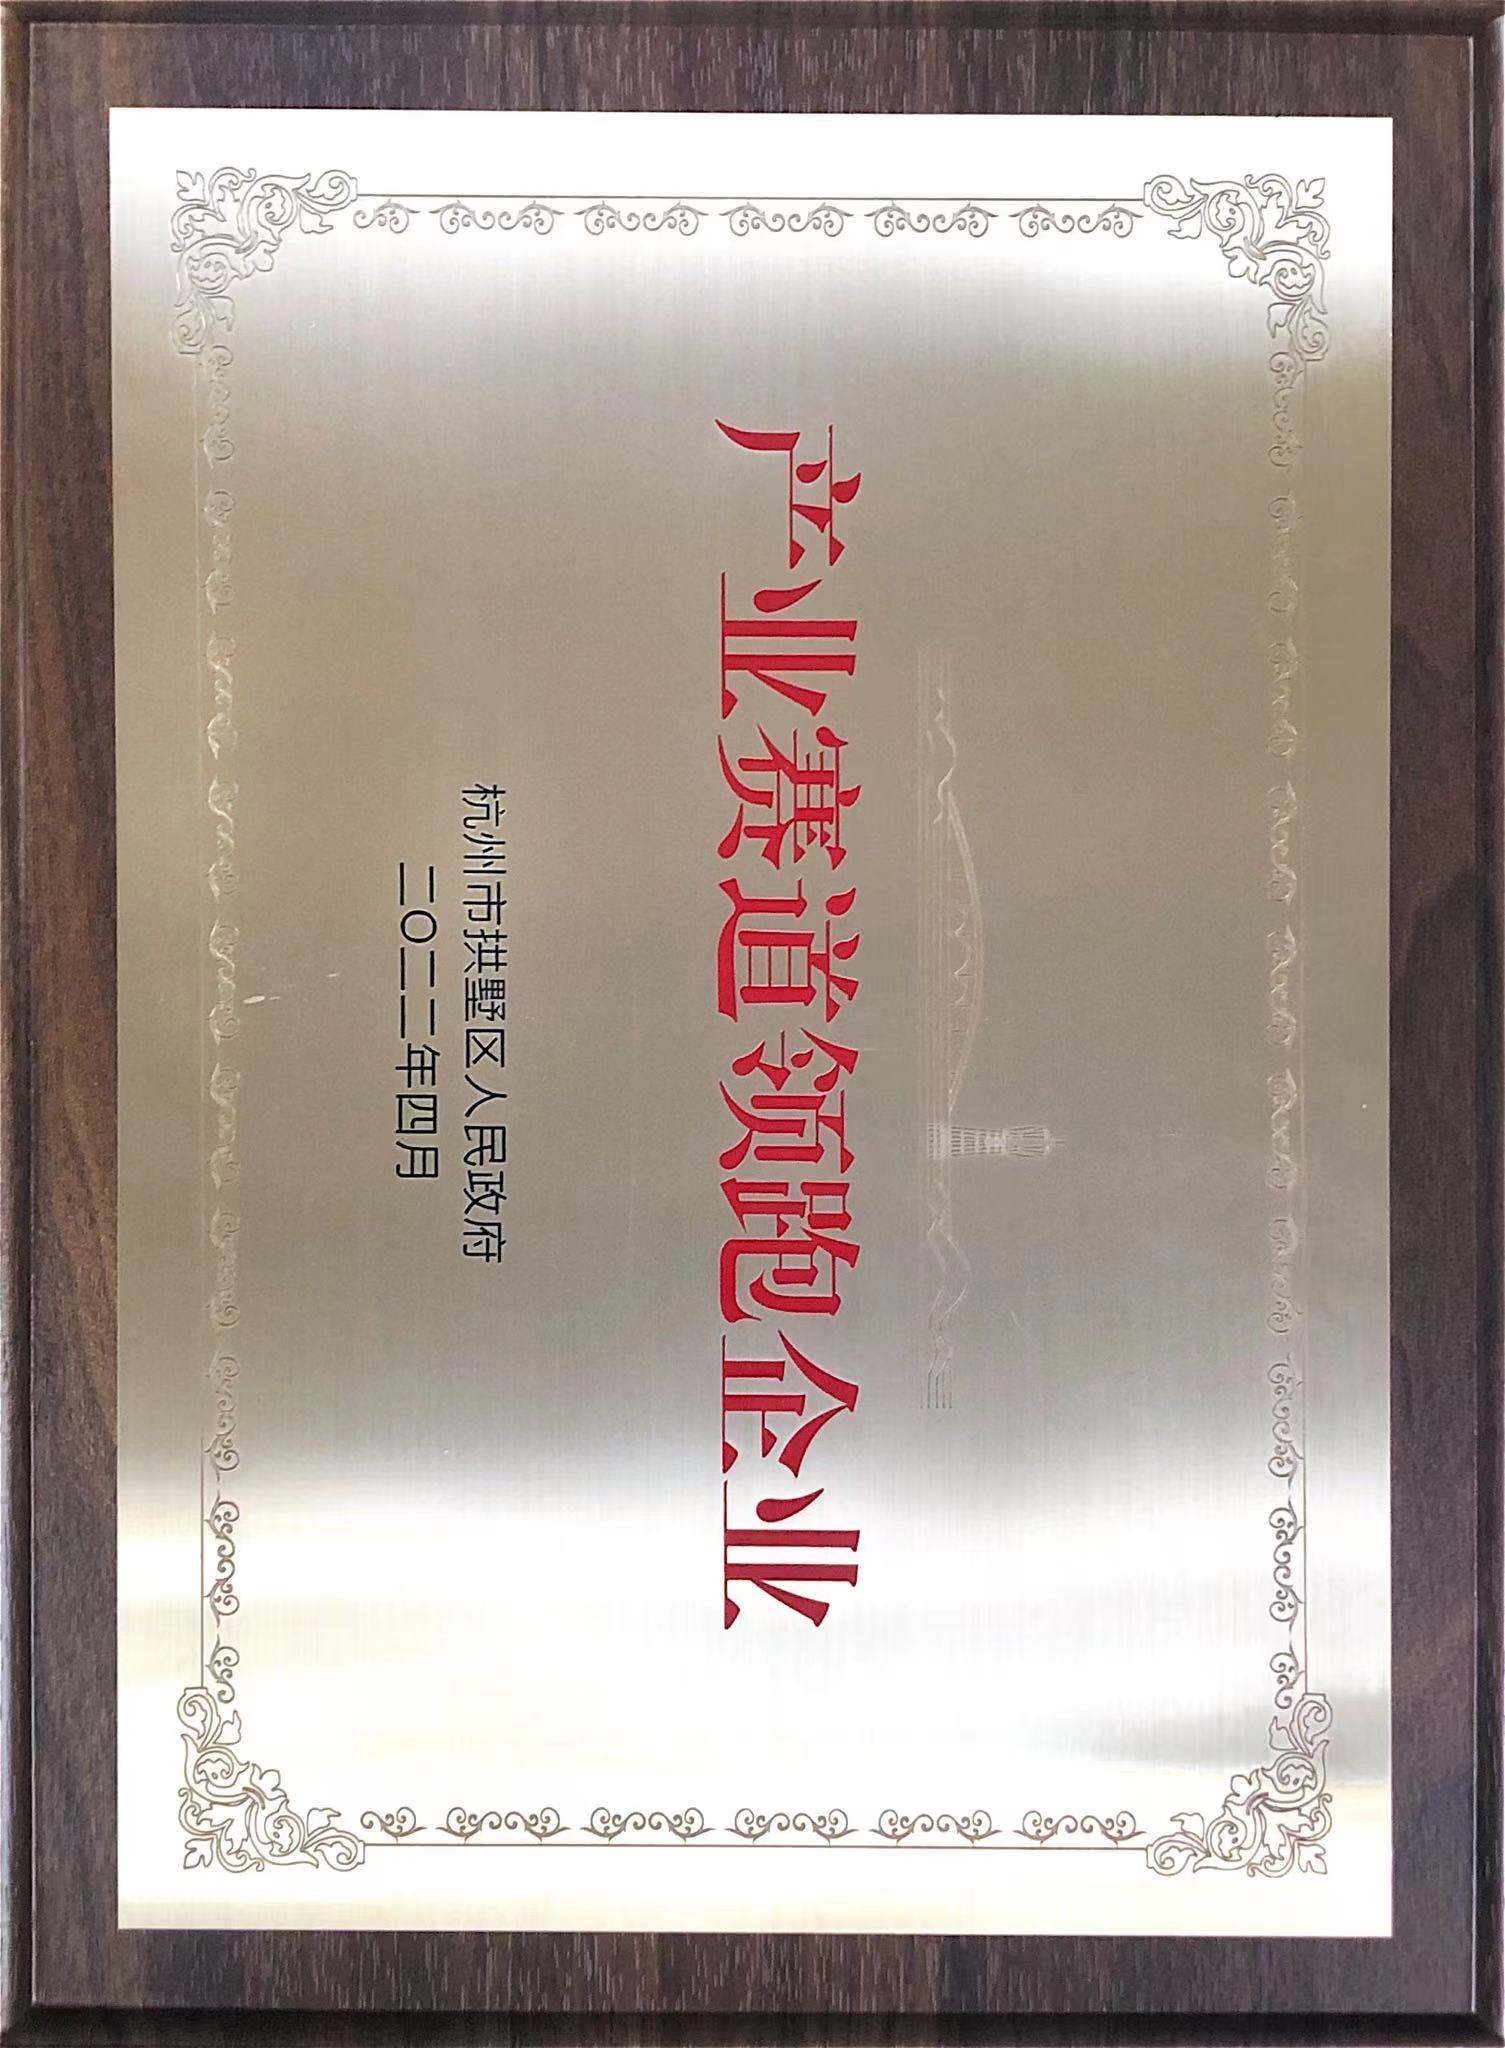 产业赛道领跑企业
杭州市拱墅区人民政府
二〇二二年四月